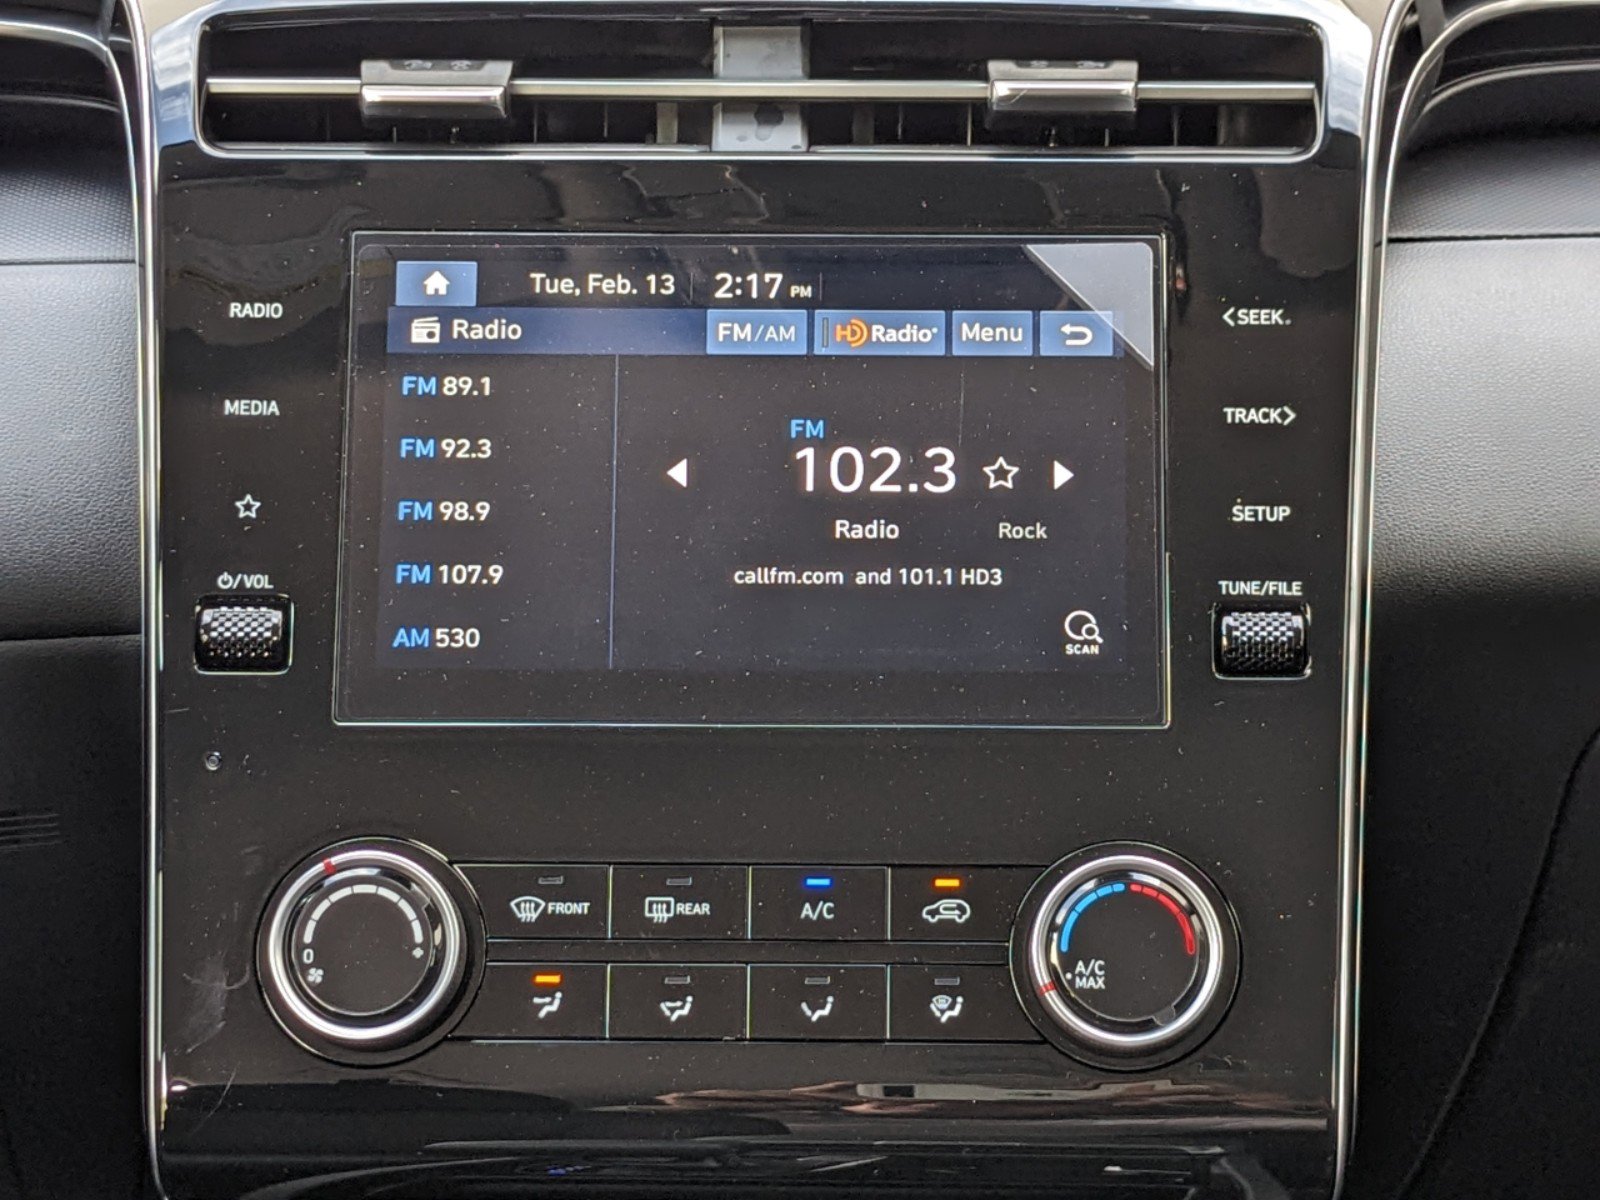 Tue, Feb. 13 2:17 PM
Radio FM/AM HD Radio Menu
FM 89.1
FM 92.3
FM 98.9
FM 107.9
AM 530
FM
102.3
Radio Rock
callfm.com and 101.1 HD3
SCAN
RADIO
MEDIA
/VOL
<SEEK
TRACK>
SETUP
TUNE/FILE
0
+
FRONT
REAR
A/C
A/C
MAX